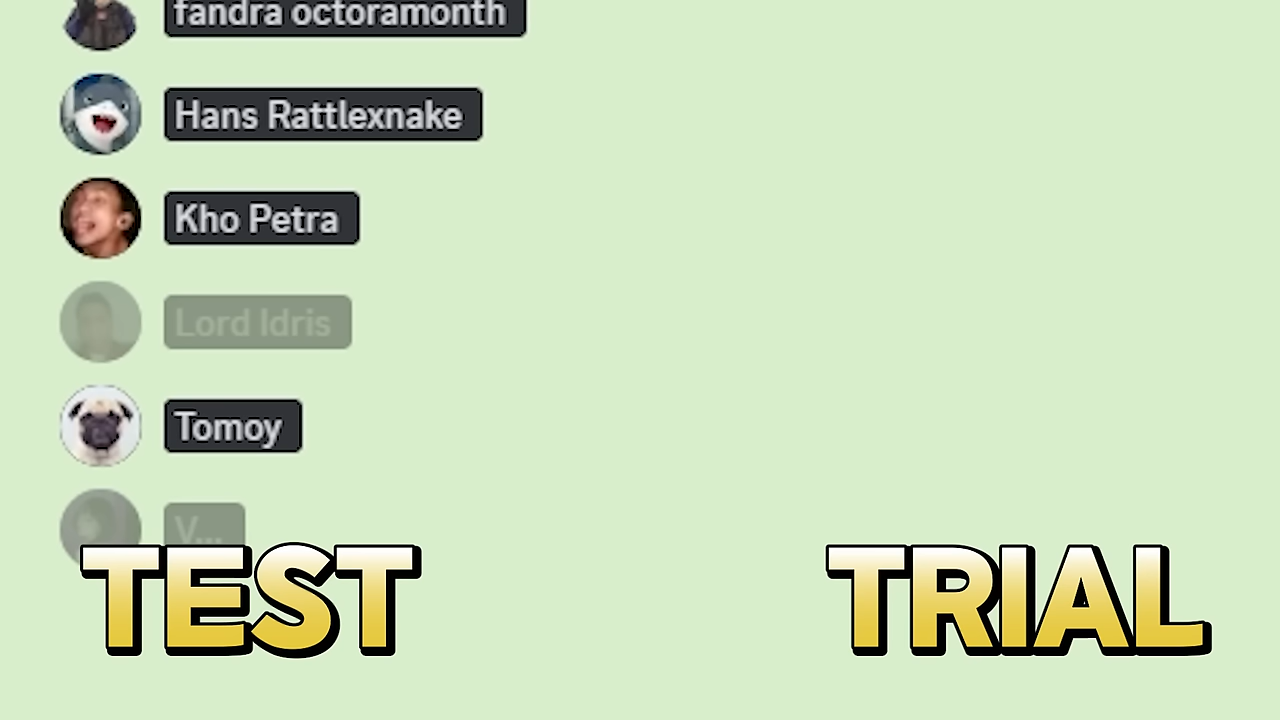 fandra octoramonth
Hans Rattlexnake
Kho Petra
Lord Idris
Tomoy
V...
TEST TRIAL